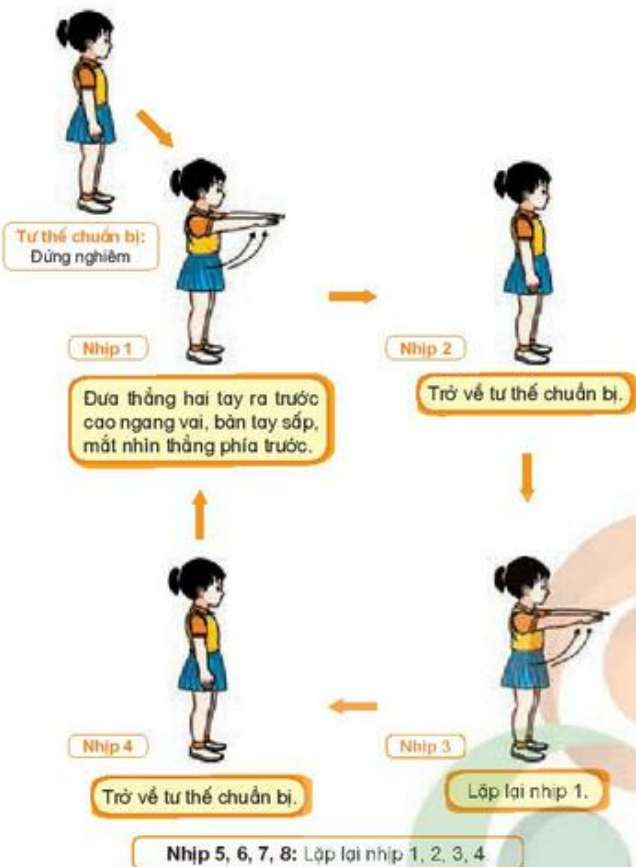 Tư thế chuẩn bị:
Đứng nghiêm
Nhịp 1
Đưa thẳng hai tay ra trước
cao ngang vai, bàn tay sấp,
mắt nhìn thẳng phía trước.
Nhịp 2
Trở về tư thế chuẩn bị.
Nhịp 3
Lặp lại nhịp 1.
Nhịp 4
Trở về tư thế chuẩn bị.
Nhịp 5, 6, 7, 8: Lặp lại nhịp 1, 2, 3, 4